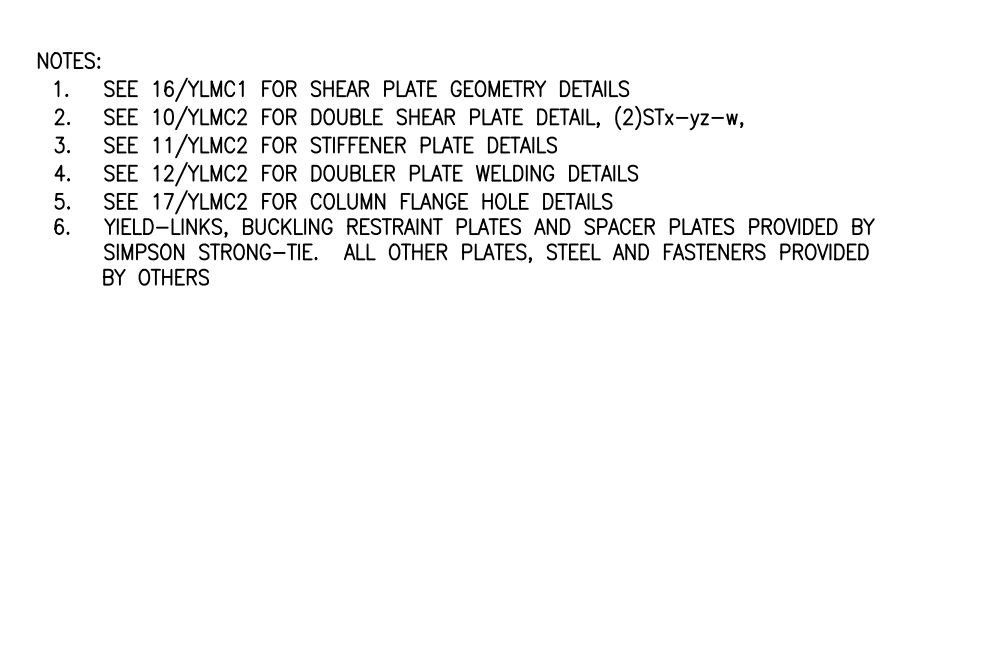 NOTES:
1. SEE 16/YLMC1 FOR SHEAR PLATE GEOMETRY DETAILS
2. SEE 10/YLMC2 FOR DOUBLE SHEAR PLATE DETAIL, (2)STx–yz–w,
3. SEE 11/YLMC2 FOR STIFFENER PLATE DETAILS
4. SEE 12/YLMC2 FOR DOUBLER PLATE WELDING DETAILS
5. SEE 17/YLMC2 FOR COLUMN FLANGE HOLE DETAILS
6. YIELD–LINKS, BUCKLING RESTRAINT PLATES AND SPACER PLATES PROVIDED BY
SIMPSON STRONG–TIE. ALL OTHER PLATES, STEEL AND FASTENERS PROVIDED
BY OTHERS